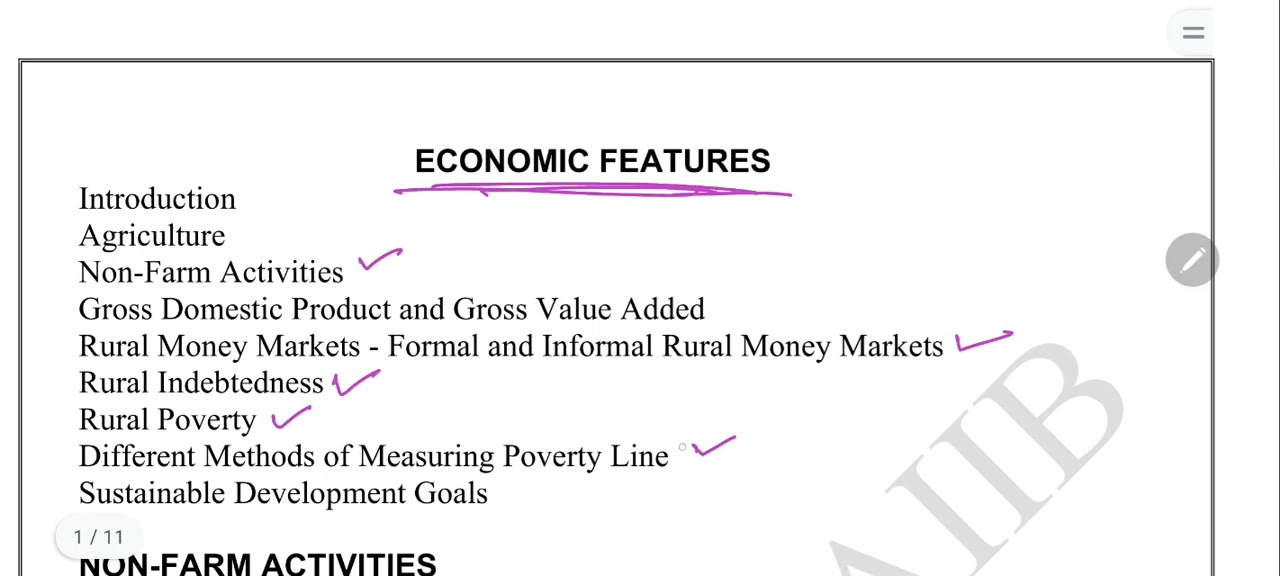 ECONOMIC FEATURES
Introduction
Agriculture
Non-Farm Activities
Gross Domestic Product and Gross Value Added
Rural Money Markets - Formal and Informal Rural Money Markets
Rural Indebtedness
Rural Poverty
Different Methods of Measuring Poverty Line
Sustainable Development Goals
1 / 11
NON-FARM ACTIVITIES
AIIB